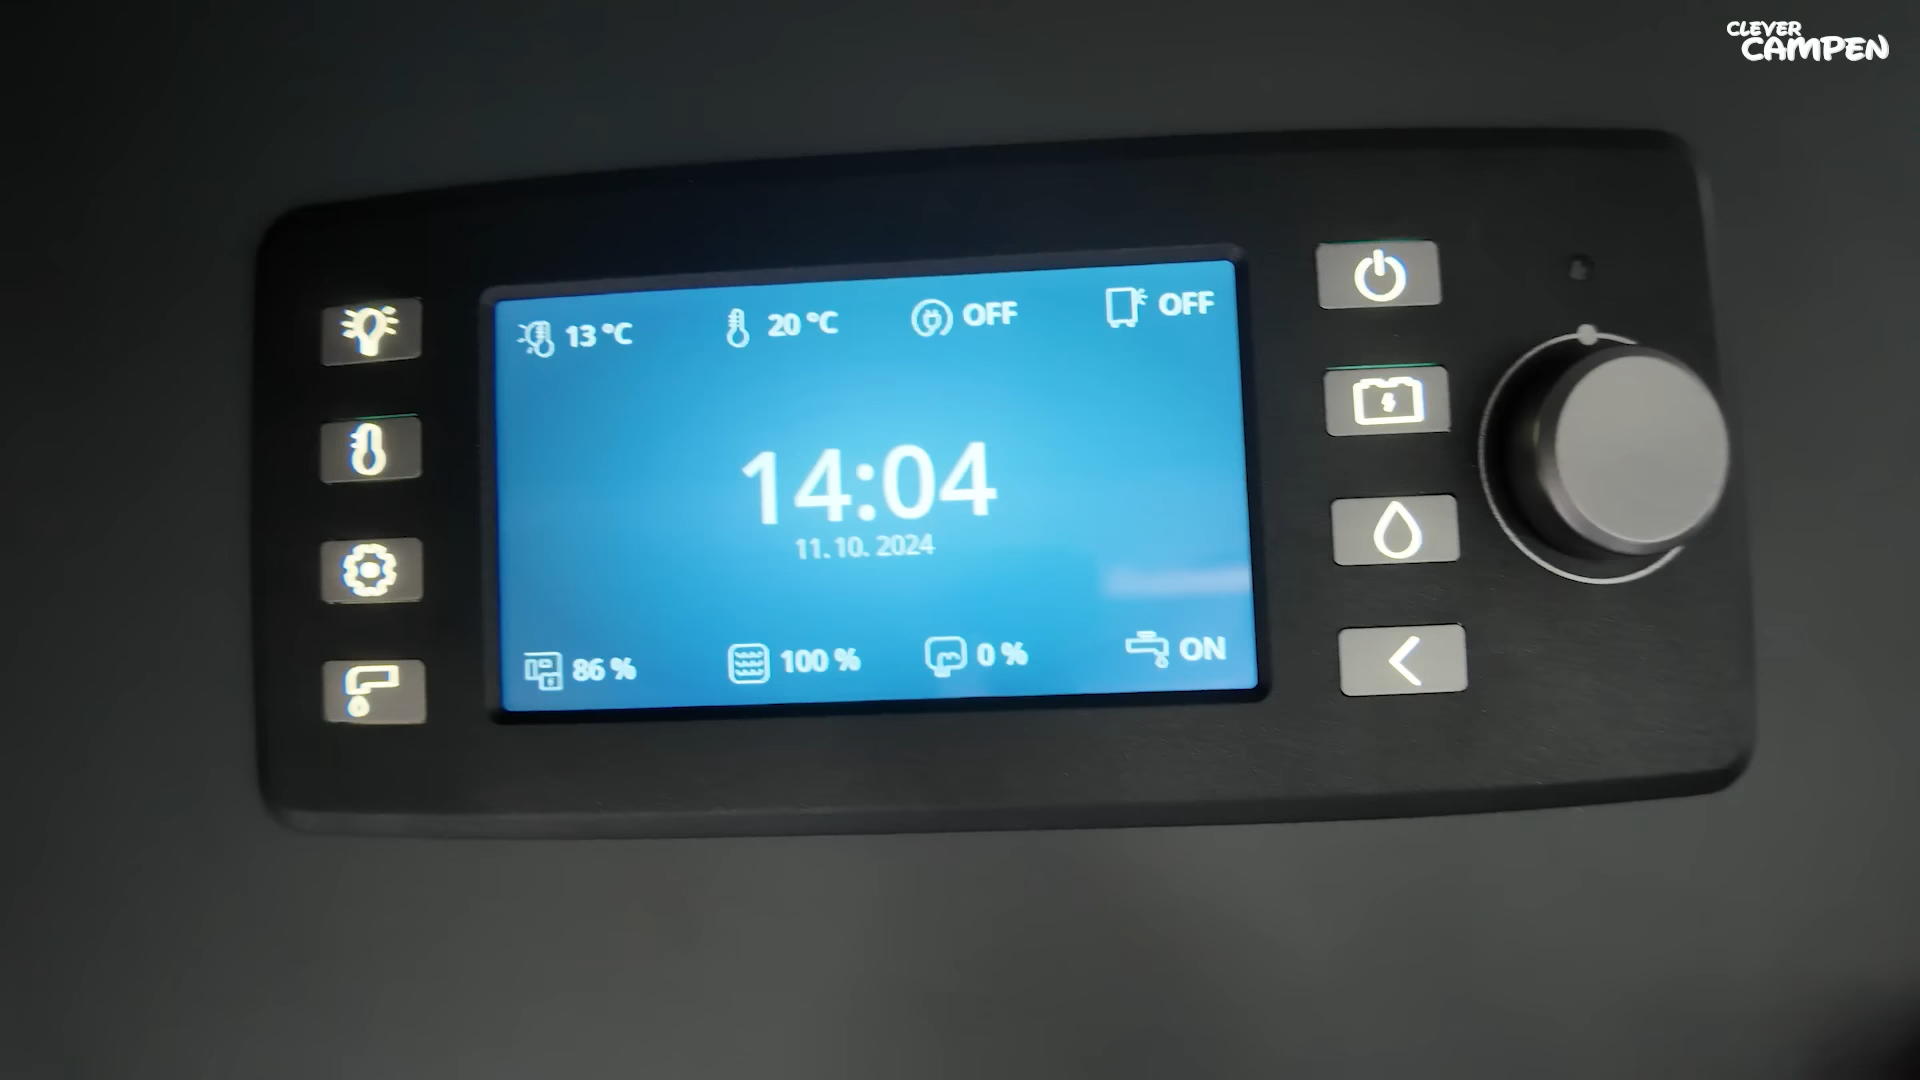 CLEVER
CAMPEN
13 °C 20 °C OFF OFF
14:04
11. 10. 2024
86 % 100 % 0 % ON